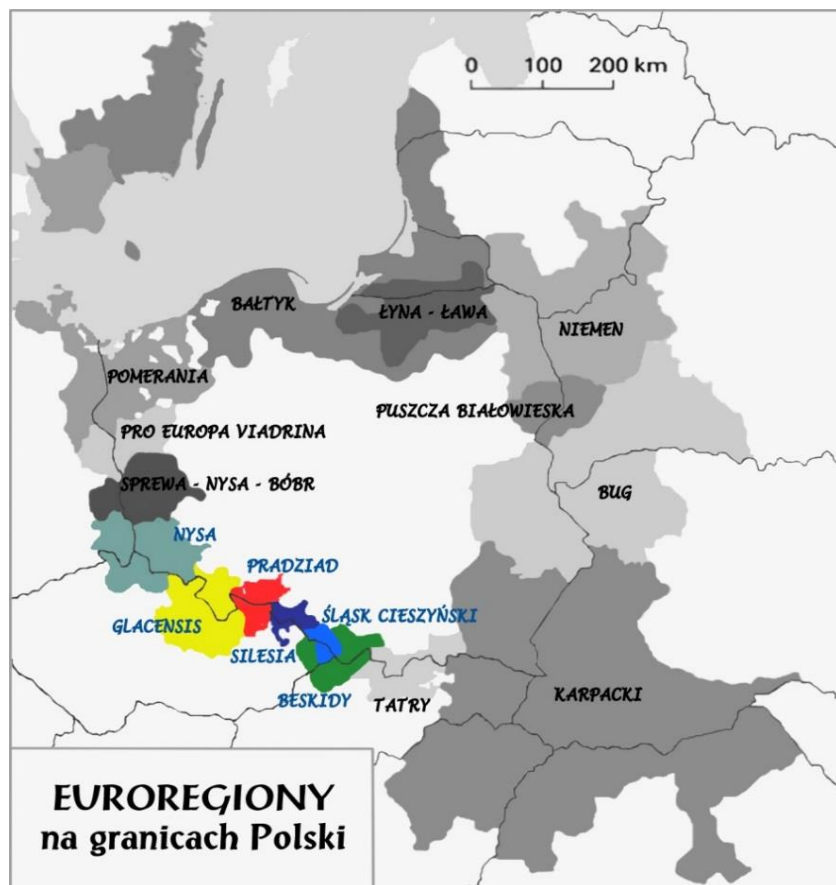 0 100 200 km
BAŁTYK
ŁYNA - ŁAWA
NIEMEN
POMERANIA
PUSZCZA BIAŁOWIESKA
PRO EUROPA VIADRINA
SPREWA - NYSA - BÓBR
BUG
NYSA
PRADZIAD
ŚLĄSK CIESZYŃSKI
GLACENSIS
SILESIA
BESKIDY
TATRY
KARPACKI
EUROREGIONY
na granicach Polski